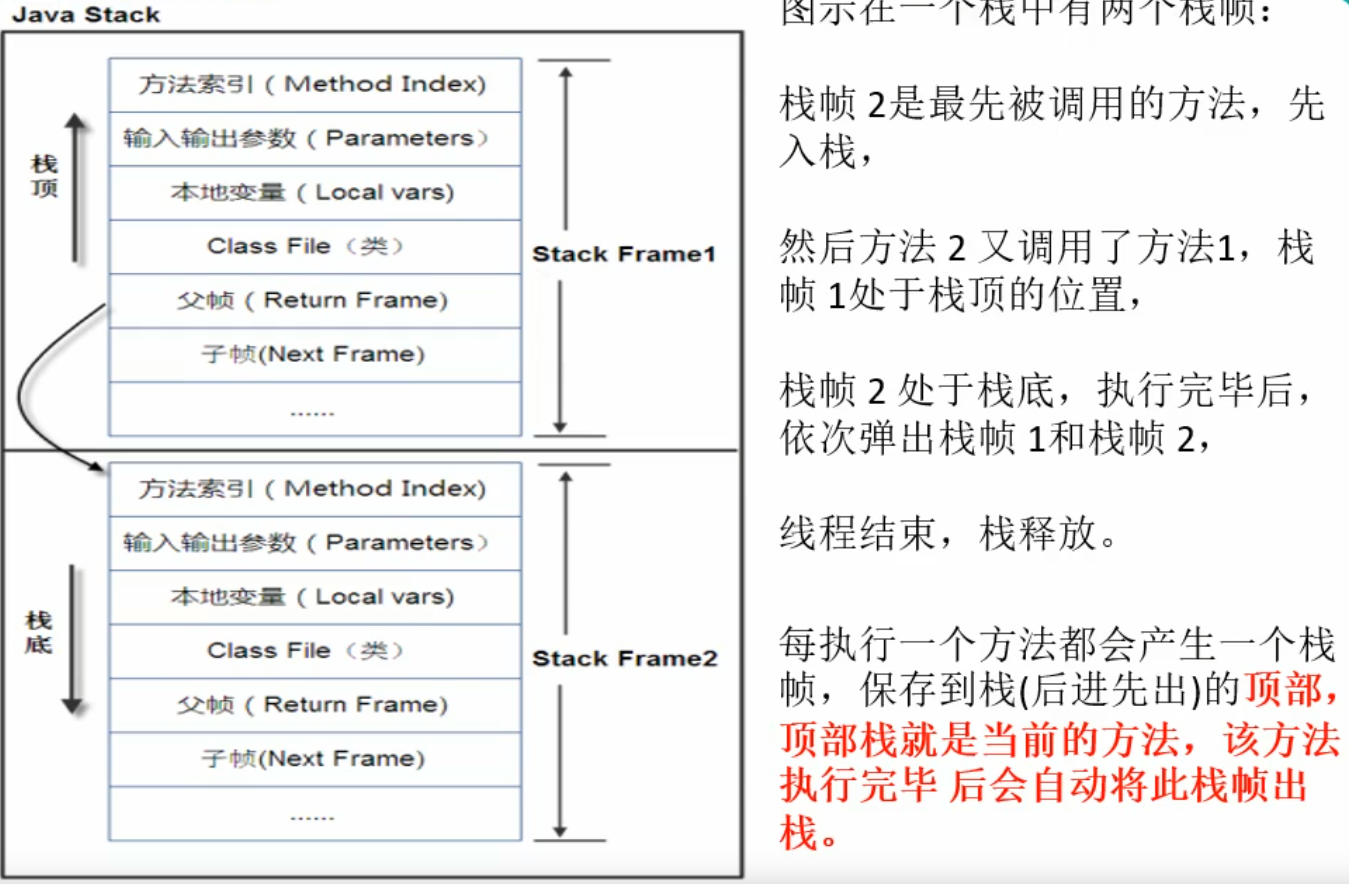 Java Stack
方法索引 ( Method Index)
输入输出参数 ( Parameters）
本地变量 ( Local vars)
Class File（类）
父帧 ( Return Frame)
子帧(Next Frame)
......
栈
顶
Stack Frame1
方法索引 ( Method Index)
输入输出参数 ( Parameters）
本地变量 ( Local vars)
Class File（类）
父帧 ( Return Frame)
子帧(Next Frame)
......
栈
底
Stack Frame2
图示在一个栈中有两个栈帧：
栈帧 2是最先被调用的方法，先
入栈，
然后方法 2 又调用了方法1，栈
帧 1处于栈顶的位置，
栈帧 2 处于栈底，执行完毕后，
依次弹出栈帧 1和栈帧 2，
线程结束，栈释放。
每执行一个方法都会产生一个栈
帧，保存到栈(后进先出)的顶部，
顶部栈就是当前的方法，该方法
执行完毕 后会自动将此栈帧出
栈。